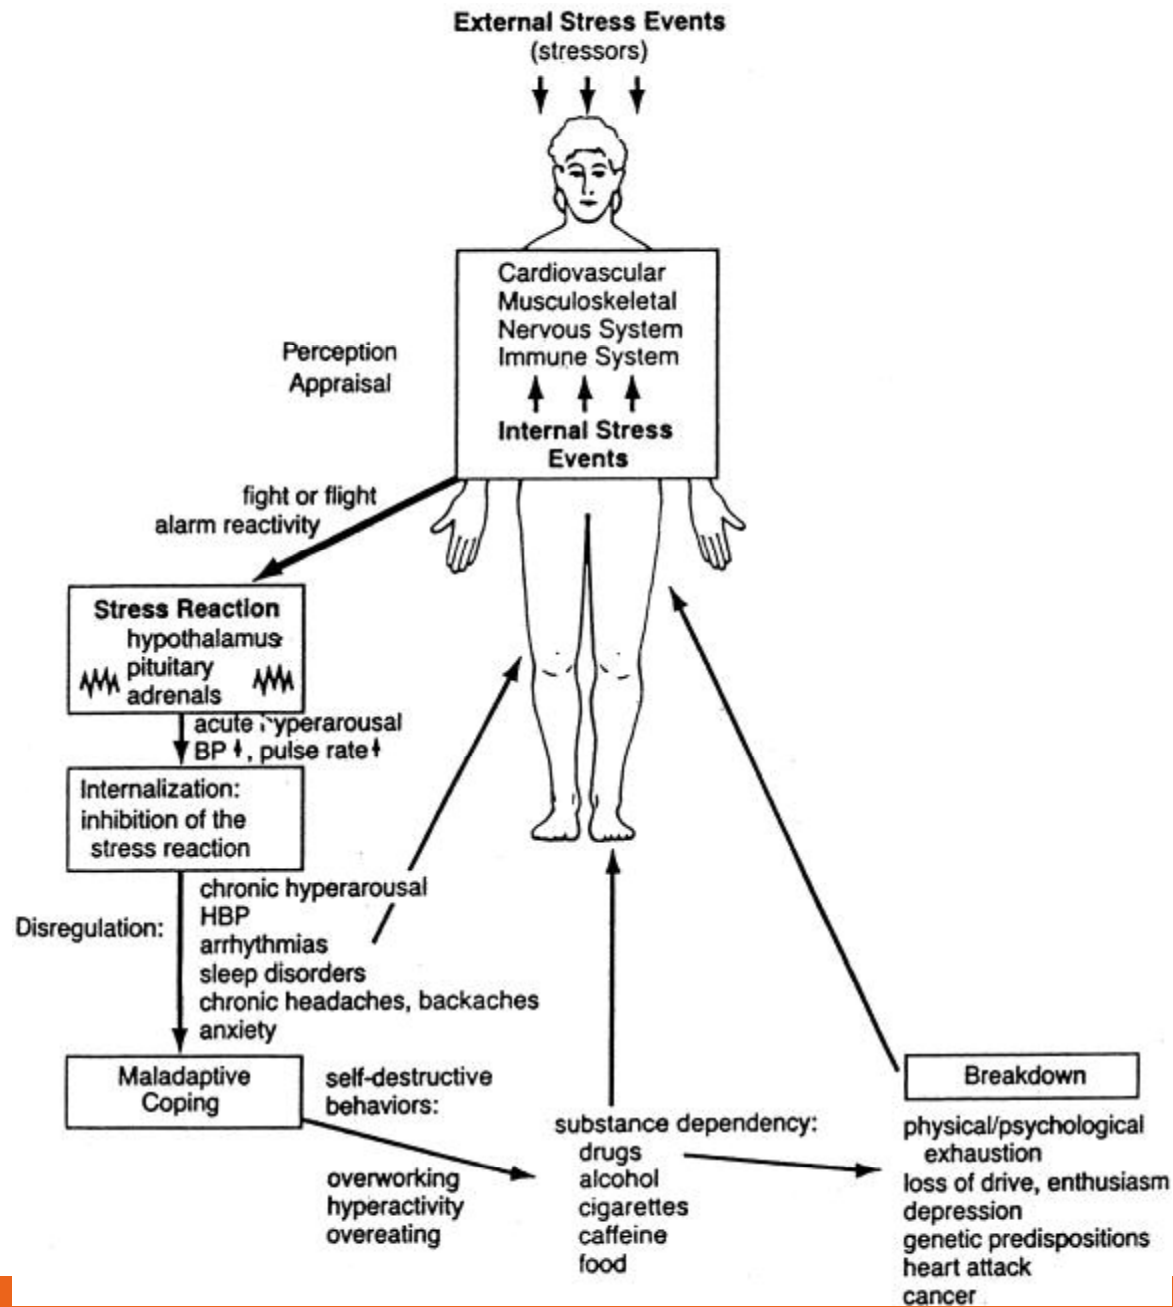 External Stress Events
(stressors)
Cardiovascular
Musculoskeletal
Nervous System
Immune System
Internal Stress
Events
Perception
Appraisal
fight or flight
alarm reactivity
Stress Reaction
hypothalamus
pituitary
adrenals
acute hyperarousal
BP , pulse rate
Internalization:
inhibition of the
stress reaction
Disregulation:
chronic hyperarousal
HBP
arrhythmias
sleep disorders
chronic headaches, backaches
anxiety
Maladaptive
Coping
self-destructive
behaviors:
overworking
hyperactivity
overeating
substance dependency:
drugs
alcohol
cigarettes
caffeine
food
Breakdown
physical/psychological
exhaustion
loss of drive, enthusiasm
depression
genetic predispositions
heart attack
cancer